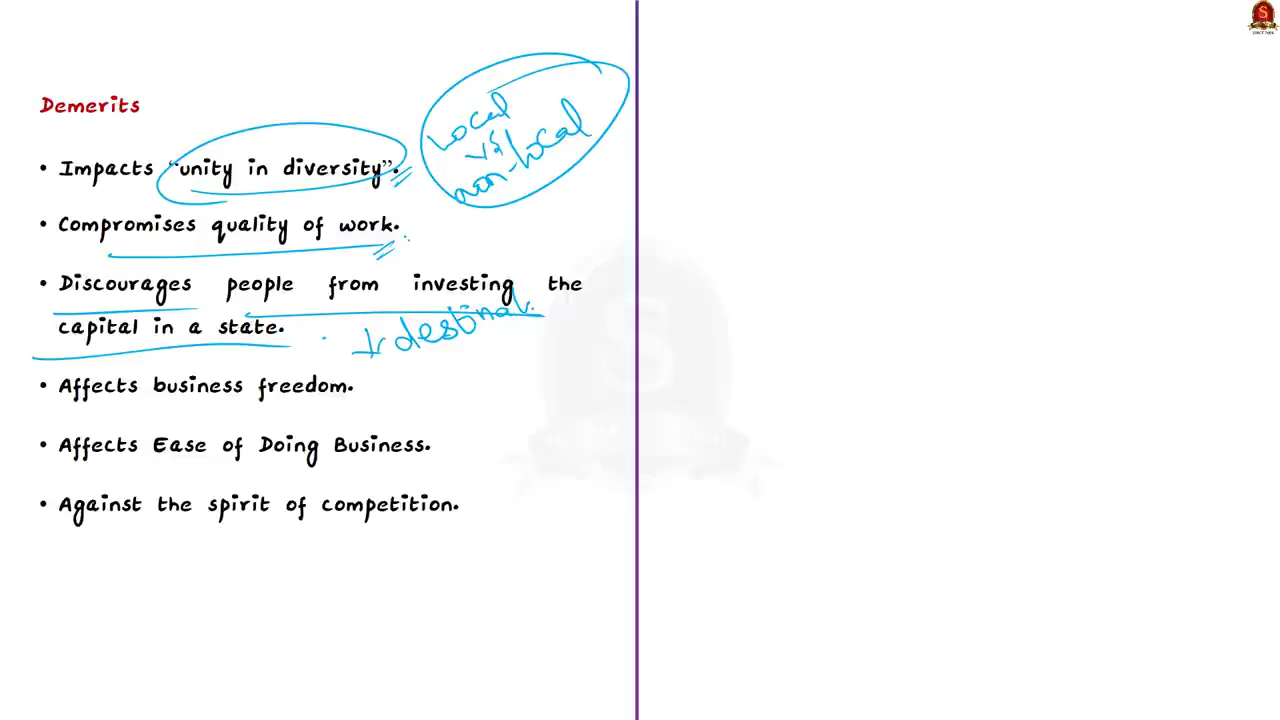 Demerits
Local
vs
non-local
• Impacts “unity in diversity”.
• Compromises quality of work.
• Discourages people from investing the
capital in a state.
• Affects business freedom.
• Affects Ease of Doing Business.
• Against the spirit of competition.